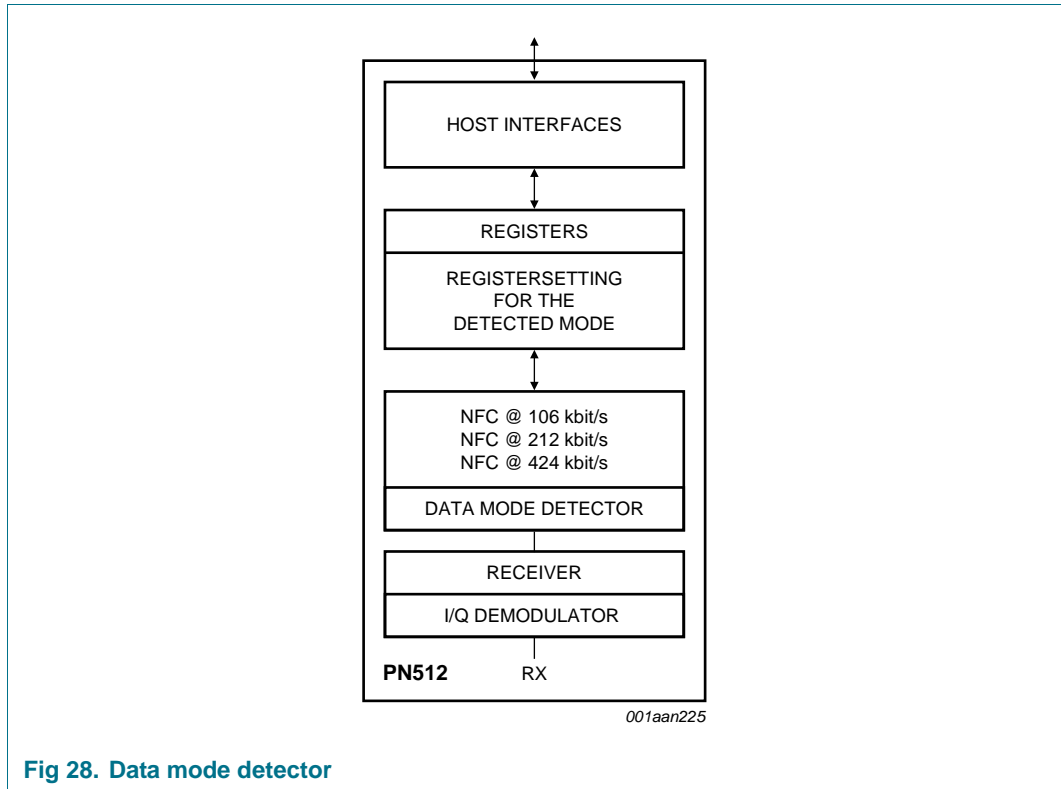 HOST INTERFACES
REGISTERS
REGISTERSETTING
FOR THE
DETECTED MODE
NFC @ 106 kbit/s
NFC @ 212 kbit/s
NFC @ 424 kbit/s
DATA MODE DETECTOR
RECEIVER
I/Q DEMODULATOR
PN512 RX
001aan225
Fig 28. Data mode detector